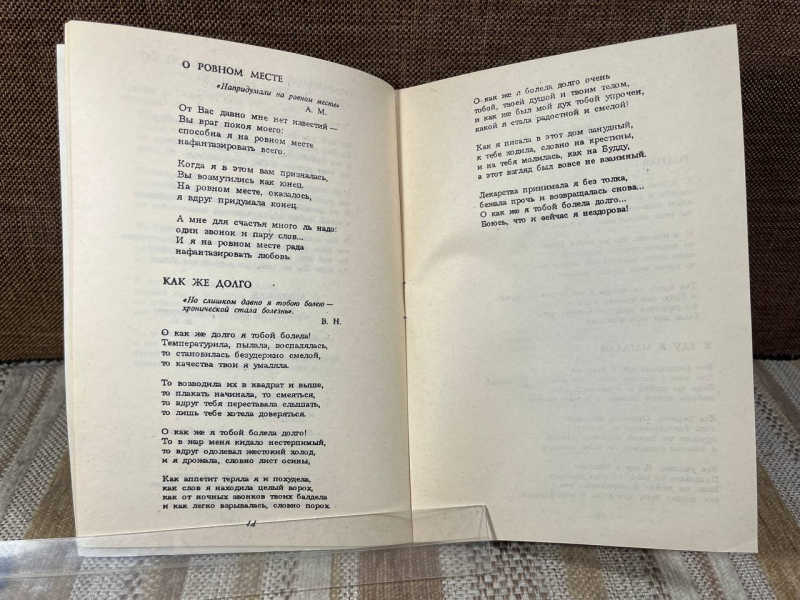 О РОВНОМ МЕСТЕ
«Напридумали на ровном месте»
А. М.
От Вас давно мне нет известий —
Вы враг покоя моего:
способна я на ровном месте
нафантазировать всего.
Когда я в этом вам призналась,
Вы возмутились как юнец.
На ровном месте, оказалось,
я вдруг придумала конец.
А мне для счастья много ль надо:
один звонок и пару слов...
И я на ровном месте рада
нафантазировать любовь.
КАК ЖЕ ДОЛГО
«Но слишком давно я тобою болею —
хронической стала болезнь».
В. Н.
О как же долго я тобой болела!
Температурила, пылала, воспалялась,
то становилась безудержно смелой,
то качества твои я умаляла.
То возводила их в квадрат и выше,
то плакать начинала, то смеяться,
то вдруг тебя переставала слышать,
то лишь тебе хотела доверяться.
О как же я тобой болела долго!
То в жар меня кидало нестерпимый,
то вдруг одолевал жестокий холод,
и я дрожала, словно лист осины,
Как аппетит теряла я и похудела,
как слов я находила целый ворох,
как от ночных звонков твоих балдела
и как легко взрывалась, словно порох.
О как же я болела долго очень
тобой, твоей душой и твоим телом,
и как же был мой дух тобой упрочен,
какой я стала радостной и смелой!
Как я писала в этот дом занудный,
к тебе ходила, словно на крестины,
и на тебя молилась, как на Будду,
а этот взгляд был вовсе не взаимный.
Лекарства принимала я без толка,
бежала прочь и возвращалась снова...
О как же я тобой болела долго...
Боюсь, что и сейчас я нездорова!